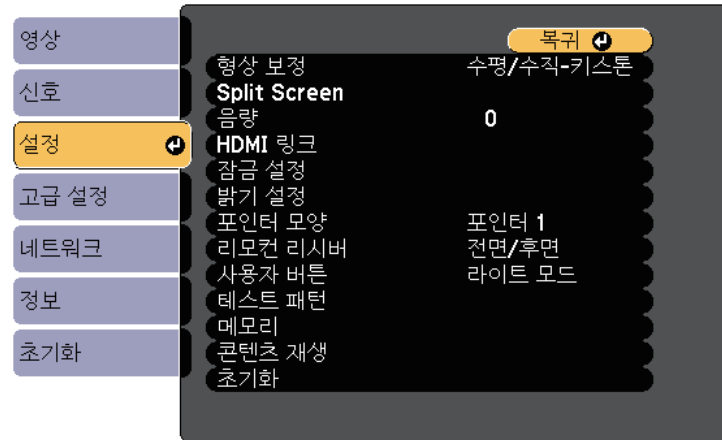 영상
신호
설정
고급 설정
네트워크
정보
초기화
복귀
형상 보정 수평/수직-키스톤
Split Screen
음량 0
HDMI 링크
잠금 설정
밝기 설정
포인터 모양 포인터 1
리모컨 리시버 전면/후면
사용자 버튼 라이트 모드
테스트 패턴
메모리
콘텐츠 재생
초기화